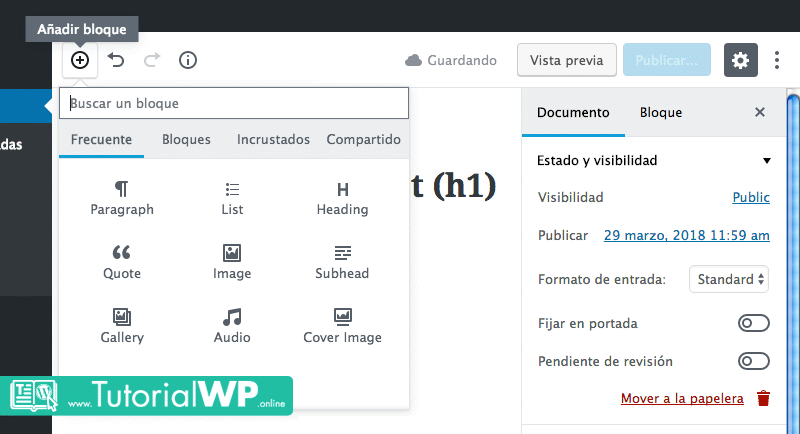 Añadir bloque
Guardando
Vista previa
Publicar...
Buscar un bloque
Frecuente Bloques Incrustados Compartido
Paragraph List Heading
Quote Image Subhead
Gallery Audio Cover Image
das
t (h1)
Documento Bloque
Estado y visibilidad
Visibilidad Public
Publicar 29 marzo, 2018 11:59 am
Formato de entrada: Standard
Fijar en portada
Pendiente de revisión
Mover a la papelera
www.TutorialWP.online